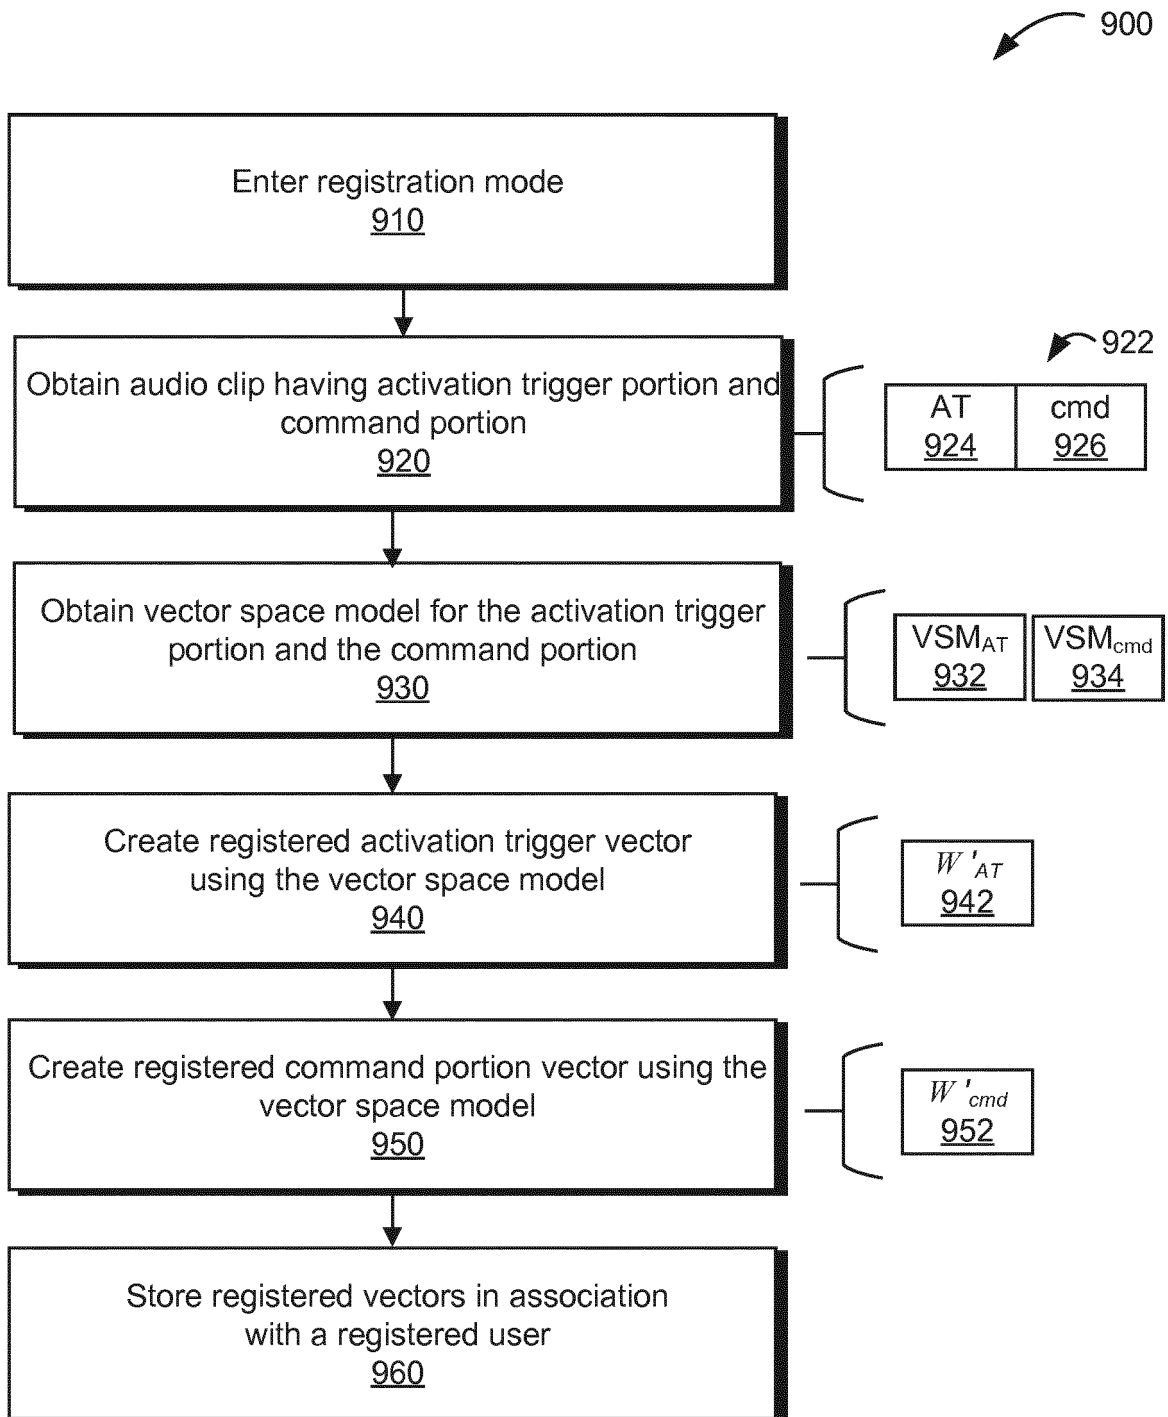 900
Enter registration mode
910
Obtain audio clip having activation trigger portion and
command portion
920
922
AT
924
cmd
926
Obtain vector space model for the activation trigger
portion and the command portion
930
VSMAT
932
VSMcmd
934
Create registered activation trigger vector
using the vector space model
940
W'AT
942
Create registered command portion vector using the
vector space model
950
W'cmd
952
Store registered vectors in association
with a registered user
960